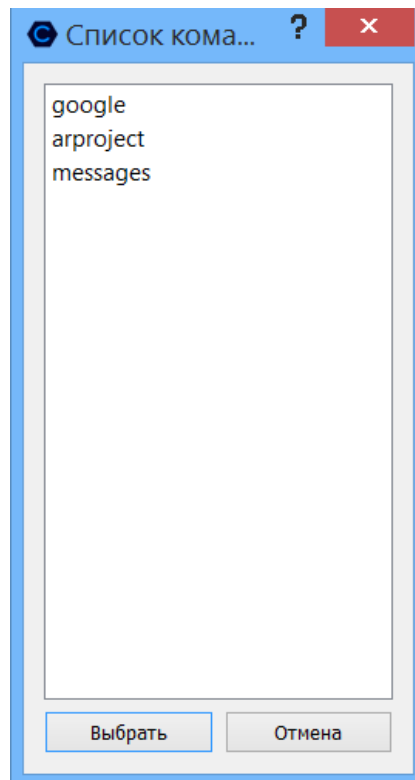 Список кома... ?
google
arproject
messages
Выбрать
Отмена